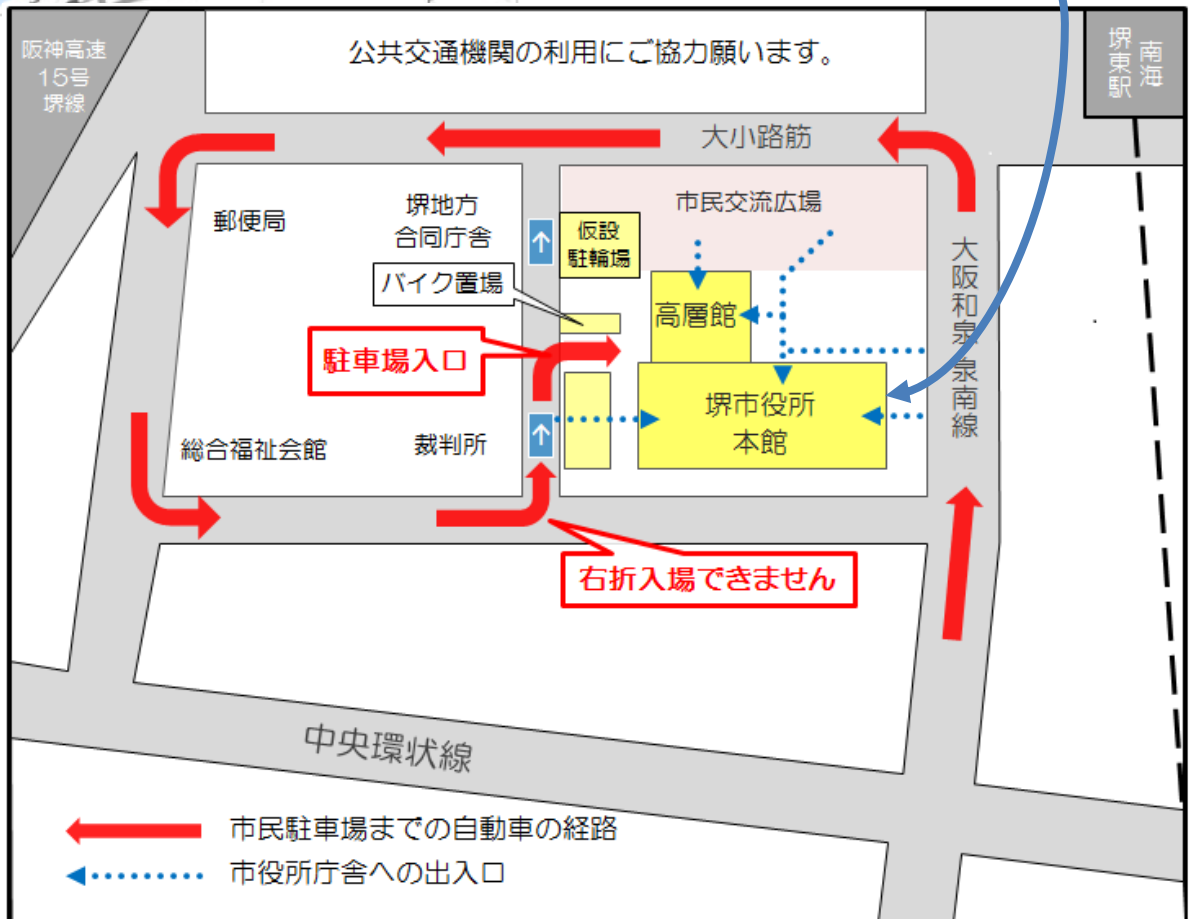 阪神高速
15号
堺線
公共交通機関の利用にご協力願います。
南海
堺東駅
大小路筋
郵便局
堺地方
合同庁舎
仮設
駐輪場
市民交流広場
バイク置場
高層館
大阪和泉泉南線
駐車場入口
堺市役所
本館
総合福祉会館
裁判所
右折入場できません
中央環状線
市民駐車場までの自動車の経路
市役所庁舎への出入口